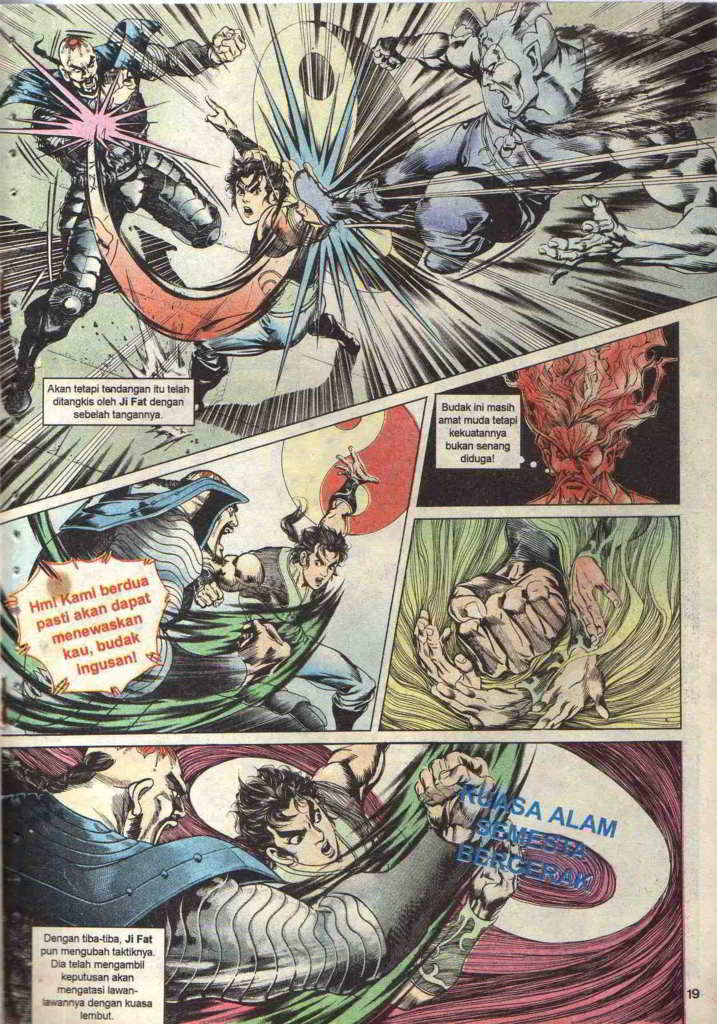 Akan tetapi tendangan itu telah
ditangkis oleh Ji Fat dengan
sebelah tangannya.
Budak ini masih
amat muda tetapi
kekuatannya
bukan senang
diduga!
Hm! Kami berdua
pasti akan dapat
menewaskan
kau, budak
ingusan!
KUASA ALAM
SEMESTA
BERGERAK
Dengan tiba-tiba, Ji Fat
pun mengubah taktiknya.
Dia telah mengambil
keputusan akan
mengatasi lawan-
lawannya dengan kuasa
lembut.
19